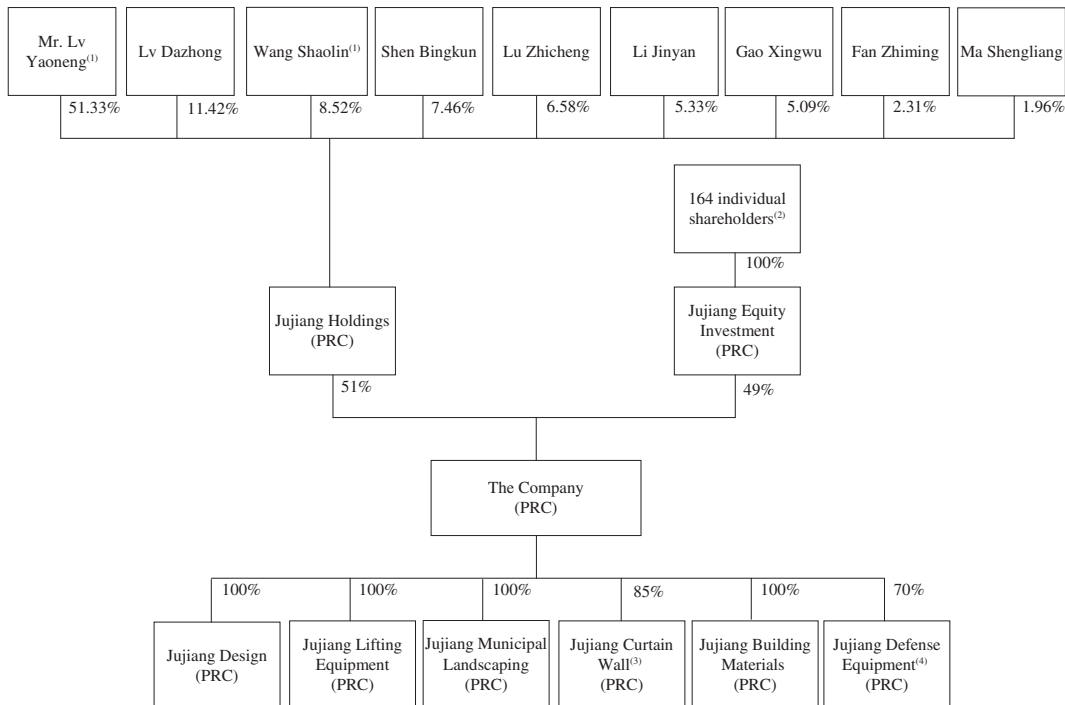 Mr. Lv
Yaoneng(1)
Lv Dazhong
Wang Shaolin(1)
Shen Bingkun
Lu Zhicheng
Li Jinyan
Gao Xingwu
Fan Zhiming
Ma Shengliang
51.33%
11.42%
8.52%
7.46%
6.58%
5.33%
5.09%
2.31%
1.96%
164 individual
shareholders(2)
100%
Jujiang Holdings
(PRC)
Jujiang Equity
Investment
(PRC)
51%
49%
The Company
(PRC)
100%
100%
100%
85%
100%
70%
Jujiang Design
(PRC)
Jujiang Lifting
Equipment
(PRC)
Jujiang Municipal
Landscaping
(PRC)
Jujiang Curtain
Wall(3)
(PRC)
Jujiang Building
Materials
(PRC)
Jujiang Defense
Equipment(4)
(PRC)